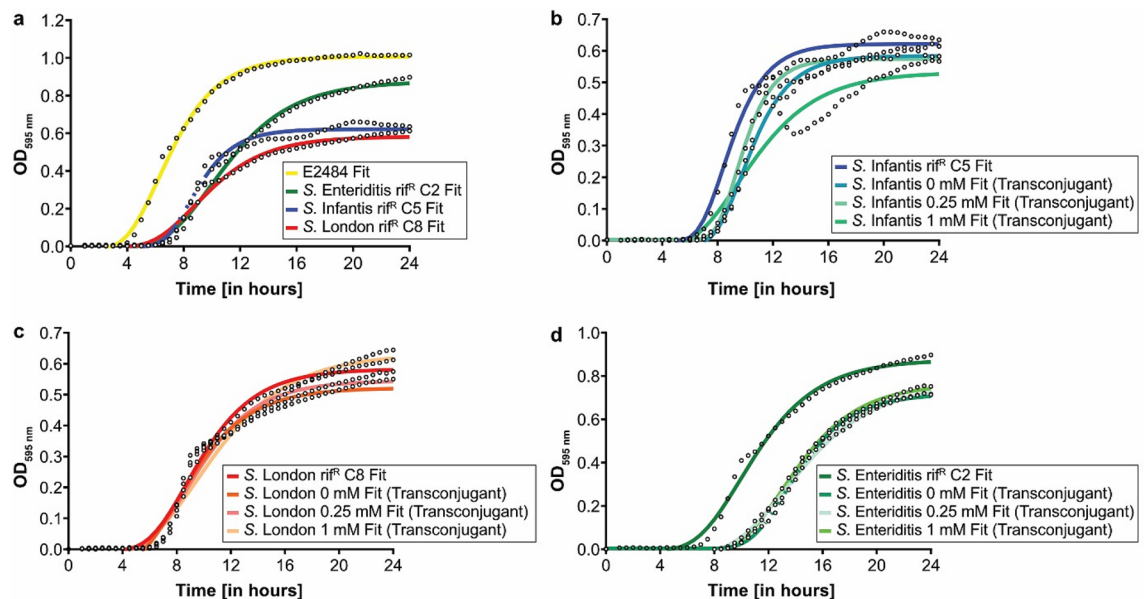 a
1.2
1.0
0.8
0.6
0.4
0.2
0.0
OD595 nm
0 4 8 12 16 20 24
Time [in hours]
E2484 Fit
S. Enteriditis rifR C2 Fit
S. Infantis rifR C5 Fit
S. London rifR C8 Fit
b
0.7
0.6
0.5
0.4
0.3
0.2
0.1
0.0
OD595 nm
0 4 8 12 16 20 24
Time [in hours]
S. Infantis rifR C5 Fit
S. Infantis 0 mM Fit (Transconjugant)
S. Infantis 0.25 mM Fit (Transconjugant)
S. Infantis 1 mM Fit (Transconjugant)
c
0.7
0.6
0.5
0.4
0.3
0.2
0.1
0.0
OD595 nm
0 4 8 12 16 20 24
Time [in hours]
S. London rifR C8 Fit
S. London 0 mM Fit (Transconjugant)
S. London 0.25 mM Fit (Transconjugant)
S. London 1 mM Fit (Transconjugant)
d
1.0
0.8
0.6
0.4
0.2
0.0
OD595 nm
0 4 8 12 16 20 24
Time [in hours]
S. Enteriditis rifR C2 Fit
S. Enteriditis 0 mM Fit (Transconjugant)
S. Enteriditis 0.25 mM Fit (Transconjugant)
S. Enteriditis 1 mM Fit (Transconjugant)